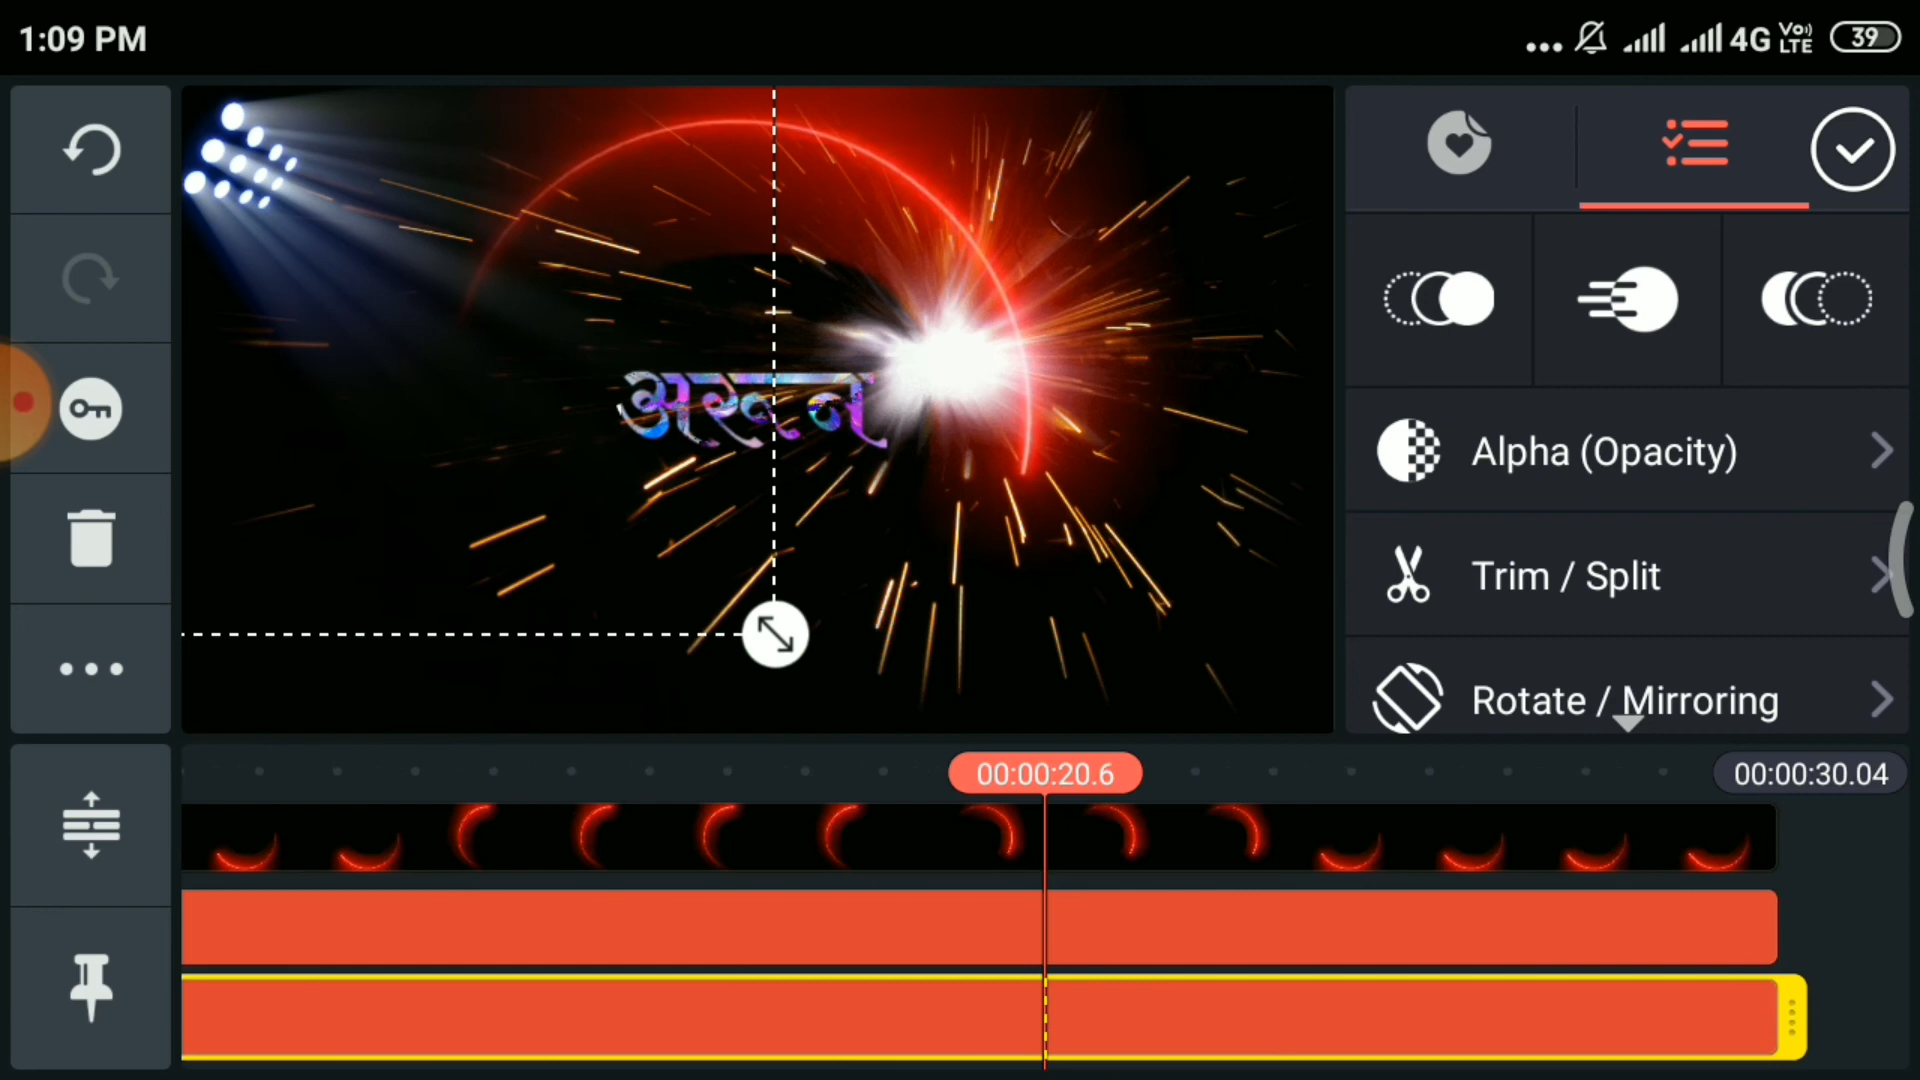 1:09 PM
4G VoLTE 39
Alpha (Opacity)
Trim / Split
Rotate / Mirroring
00:00:20.6
00:00:30.04